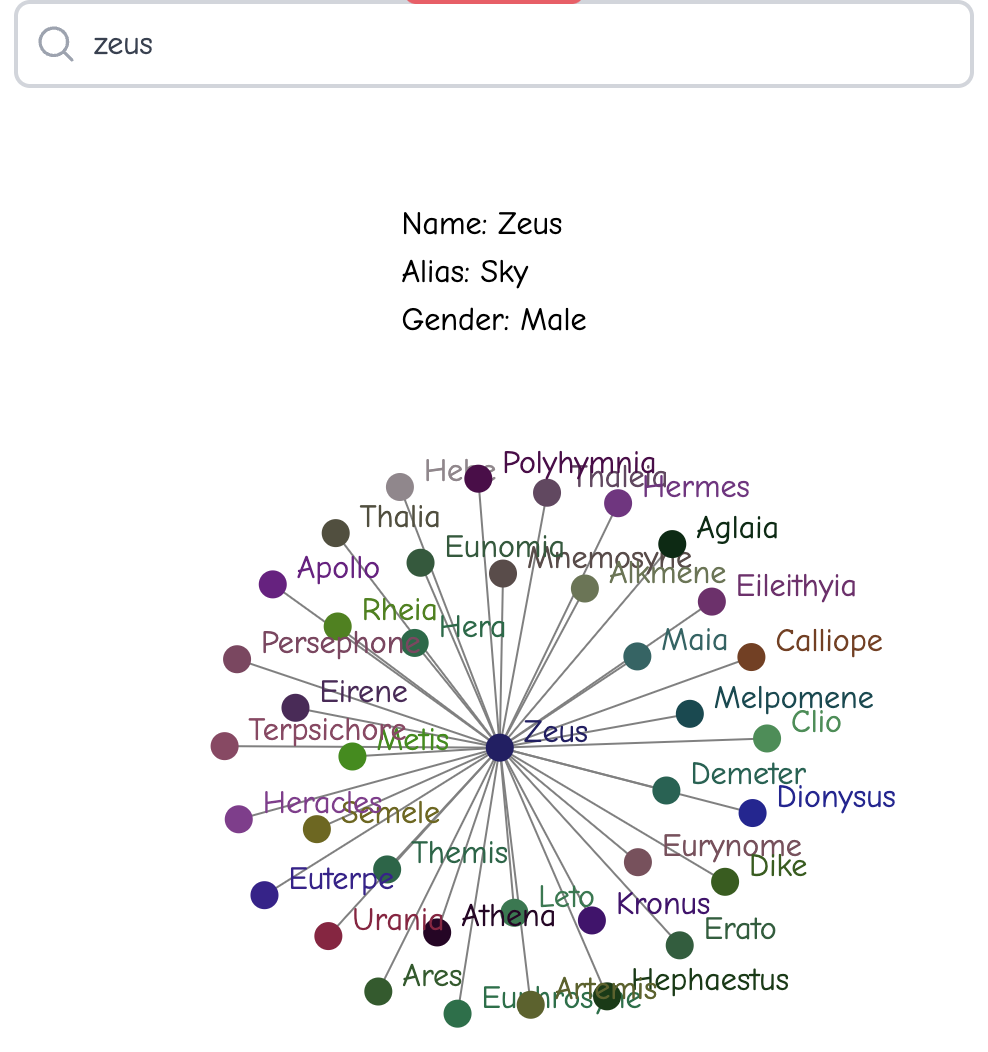 zeus
Name: Zeus
Alias: Sky
Gender: Male
Polyhymnia
Hebe
Thaleia
Hermes
Thalia
Aglaia
Eunomia
Mnemosyne
Apollo
Alkmene
Eileithyia
Rheia
Hera
Persephone
Maia
Calliope
Eirene
Melpomene
Terpsichore
Clio
Zeus
Metis
Demeter
Dionysus
Heracles
Semele
Eurynome
Themis
Dike
Euterpe
Leto
Kronus
Urania
Athena
Erato
Ares
Hephaestus
Artemis
Euphrosyne